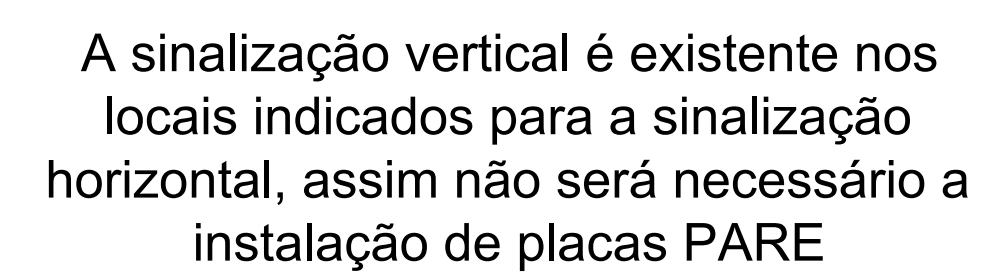 A sinalização vertical é existente nos
locais indicados para a sinalização
horizontal, assim não será necessário a
instalação de placas PARE